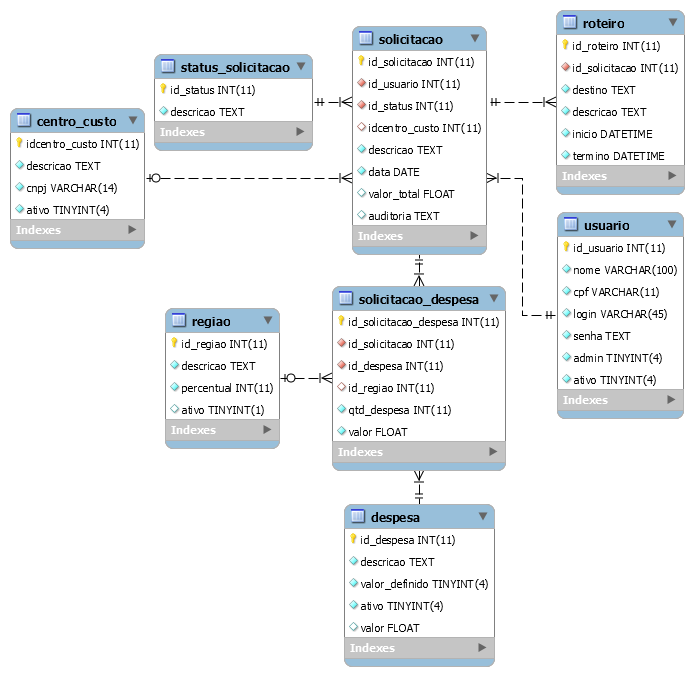 solicitacao
id_solicitacao INT(11)
id_usuario INT(11)
id_status INT(11)
idcentro_custo INT(11)
descricao TEXT
data DATE
valor_total FLOAT
auditoria TEXT
Indexes
roteiro
id_roteiro INT(11)
id_solicitacao INT(11)
destino TEXT
descricao TEXT
inicio DATETIME
termino DATETIME
Indexes
status_solicitacao
id_status INT(11)
descricao TEXT
Indexes
centro_custo
idcentro_custo INT(11)
descricao TEXT
cnpj VARCHAR(14)
ativo TINYINT(4)
Indexes
usuario
id_usuario INT(11)
nome VARCHAR(100)
cpf VARCHAR(11)
login VARCHAR(45)
senha TEXT
admin TINYINT(4)
ativo TINYINT(4)
Indexes
solicitacao_despesa
id_solicitacao_despesa INT(11)
id_solicitacao INT(11)
id_despesa INT(11)
id_regiao INT(11)
qtd_despesa INT(11)
valor FLOAT
Indexes
regiao
id_regiao INT(11)
descricao TEXT
percentual INT(11)
ativo TINYINT(1)
Indexes
despesa
id_despesa INT(11)
descricao TEXT
valor_definido TINYINT(4)
ativo TINYINT(4)
valor FLOAT
Indexes